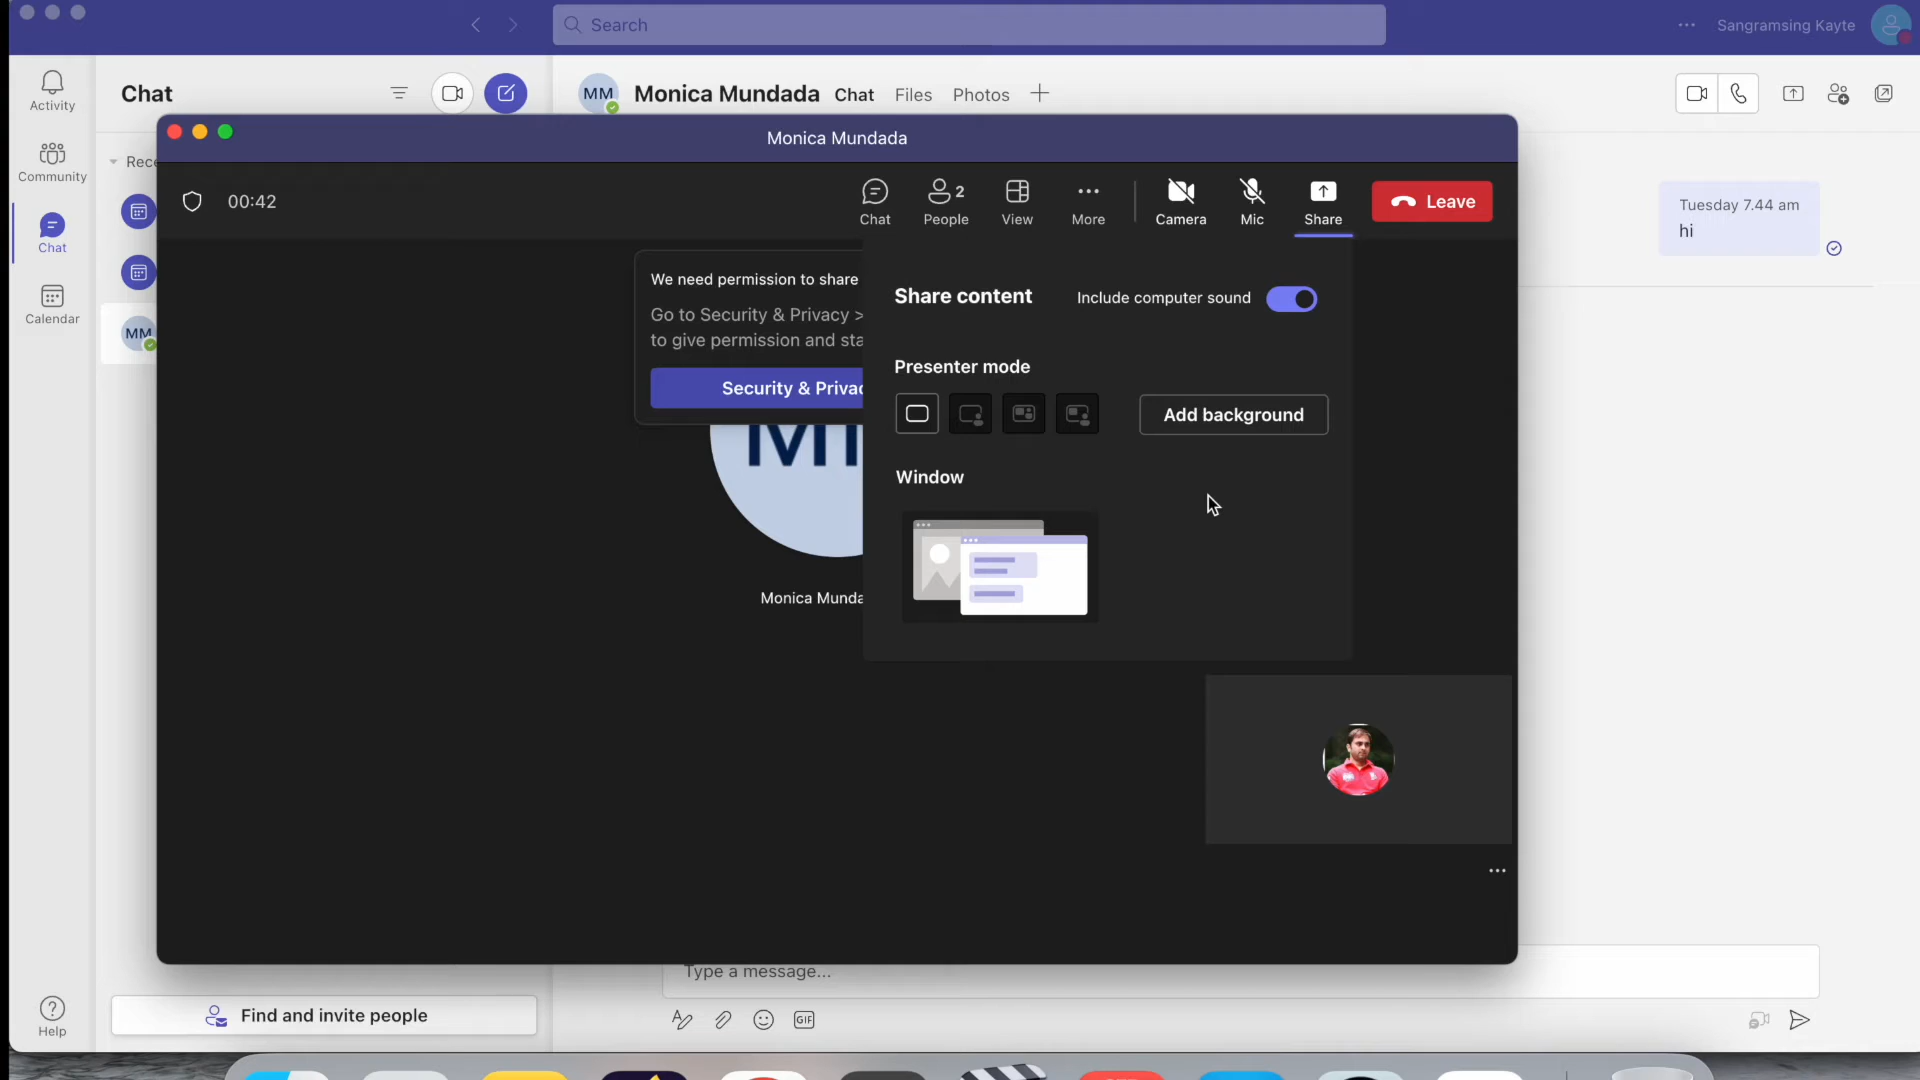 Search
Sangramsing Kayte
Activity
Community
Chat
Calendar
Help
Chat
MM
Monica Mundada
Chat
Files
Photos
Monica Mundada
00:42
Chat
2
People
View
More
Camera
Mic
Share
Leave
We need permission to share
Go to Security & Privacy >
to give permission and sta
Security & Privac
Share content
Include computer sound
Presenter mode
Add background
Window
Monica Munda
MM
Tuesday 7.44 am
hi
Type a message...
GIF
Find and invite people